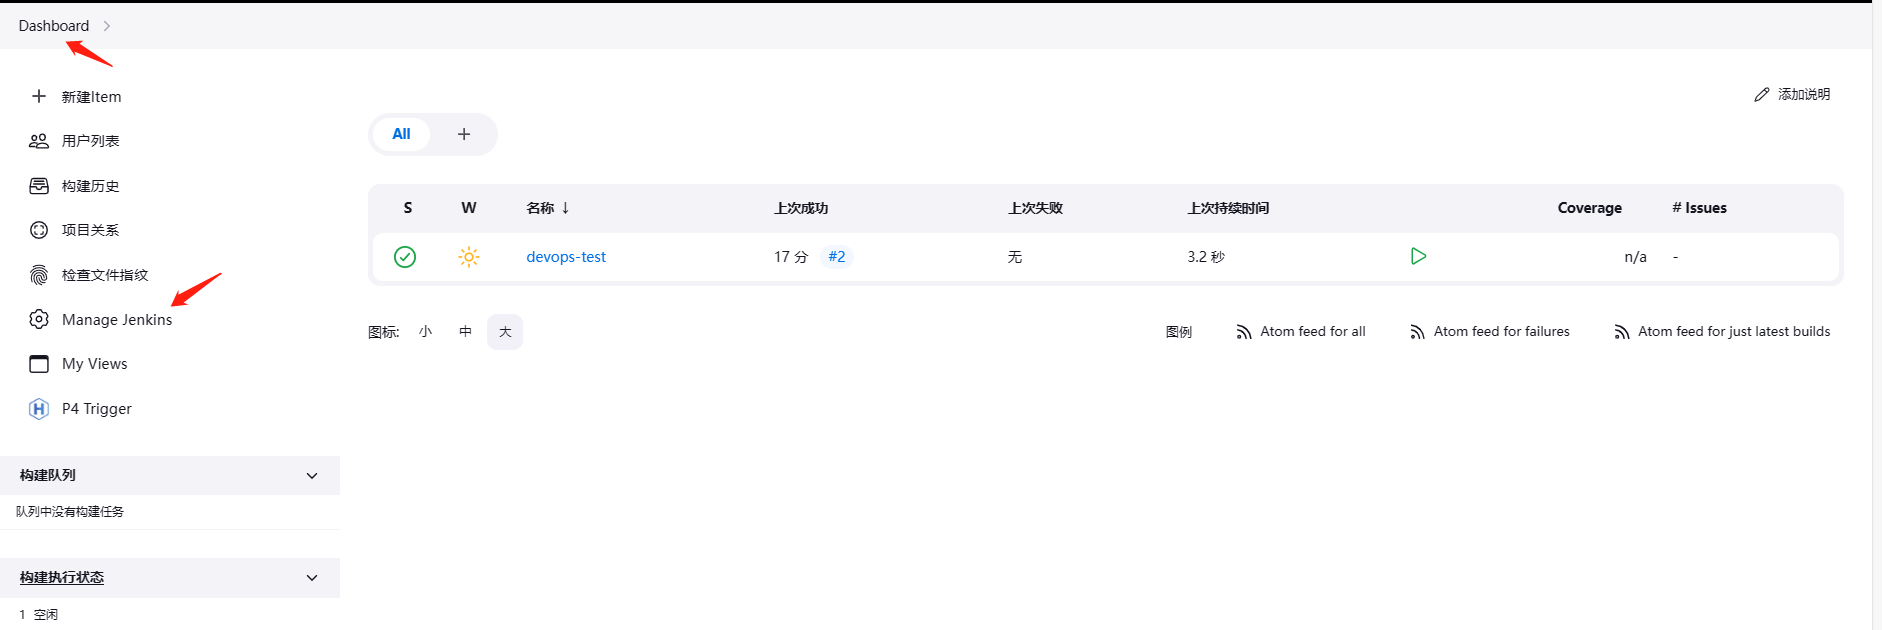 Dashboard
新建Item
用户列表
构建历史
项目关系
检查文件指纹
Manage Jenkins
My Views
P4 Trigger
构建队列
队列中没有构建任务
构建执行状态
1 空闲
添加说明
All +
S W 名称 ↓ 上次成功 上次失败 上次持续时间 Coverage # Issues
devops-test 17 分 #2 无 3.2 秒 n/a -
图标: 小 中 大 图例 Atom feed for all Atom feed for failures Atom feed for just latest builds